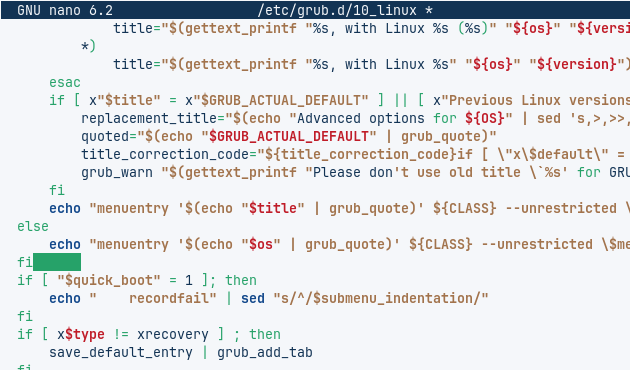 GNU nano 6.2 /etc/grub.d/10_linux *
title="$(gettext_printf "%s, with Linux %s (%s)" "${os}" "${versi
*)
title="$(gettext_printf "%s, with Linux %s" "${os}" "${version}")
esac
if [ x"$title" = x"$GRUB_ACTUAL_DEFAULT" ] || [ x"Previous Linux versions
replacement_title="$(echo "Advanced options for ${OS}" | sed 's,>,>>,
quoted="$(echo "$GRUB_ACTUAL_DEFAULT" | grub_quote)"
title_correction_code="${title_correction_code}if [ \"x\$default\" =
grub_warn "$(gettext_printf "Please don't use old title \`%s' for GRU
fi
echo "menuentry '$(echo "$title" | grub_quote)' ${CLASS} --unrestricted \
else
echo "menuentry '$(echo "$os" | grub_quote)' ${CLASS} --unrestricted \$me
fi
if [ "$quick_boot" = 1 ]; then
echo "    recordfail" | sed "s/^/$submenu_indentation/"
fi
if [ x$type != xrecovery ] ; then
save_default_entry | grub_add_tab
fi